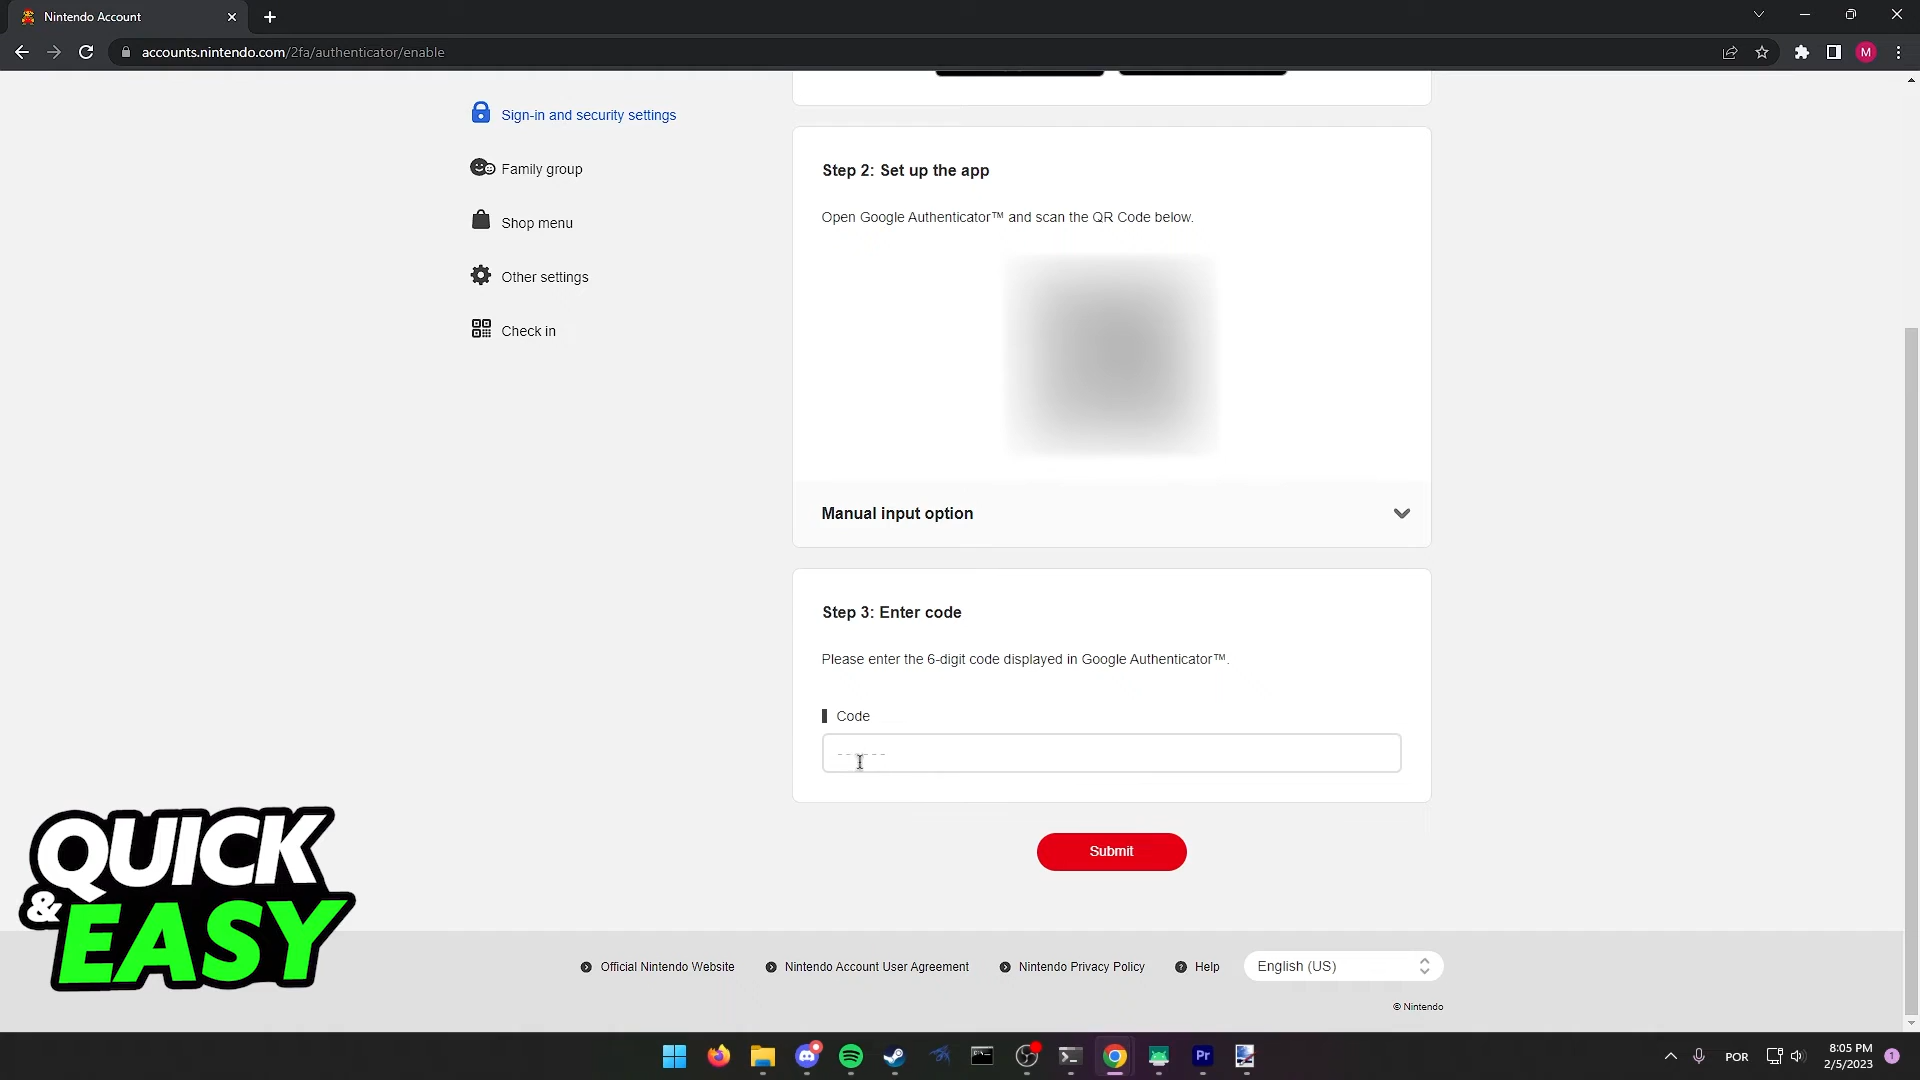 Nintendo Account
accounts.nintendo.com/2fa/authenticator/enable
M
Sign-in and security settings
Family group
Shop menu
Other settings
Check in
Step 2: Set up the app
Open Google Authenticator™ and scan the QR Code below.
Manual input option
Step 3: Enter code
Please enter the 6-digit code displayed in Google Authenticator™.
Code
------
Submit
QUICK
& EASY
Official Nintendo Website
Nintendo Account User Agreement
Nintendo Privacy Policy
Help
English (US)
© Nintendo
Pr
POR
8:05 PM
2/5/2023
1